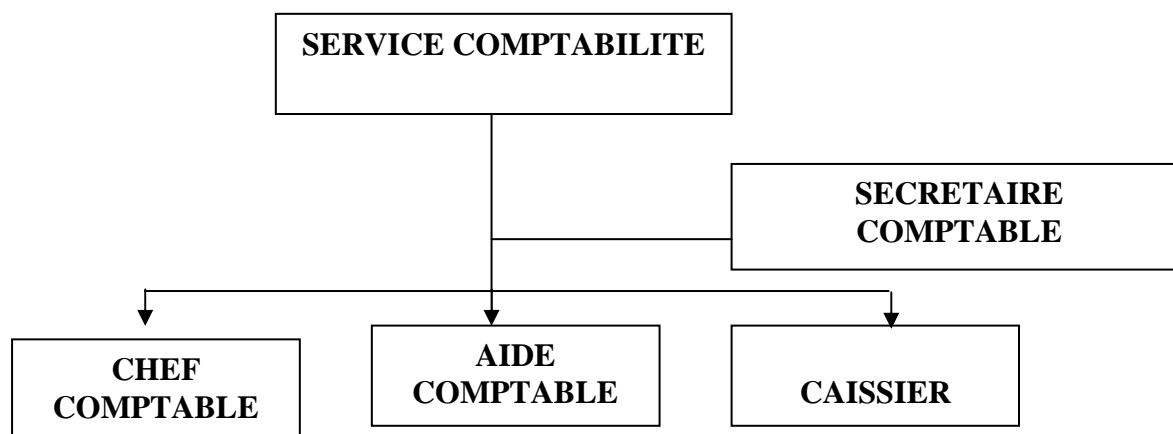 SERVICE COMPTABILITE
SECRETAIRE
COMPTABLE
CHEF
COMPTABLE
AIDE
COMPTABLE
CAISSIER